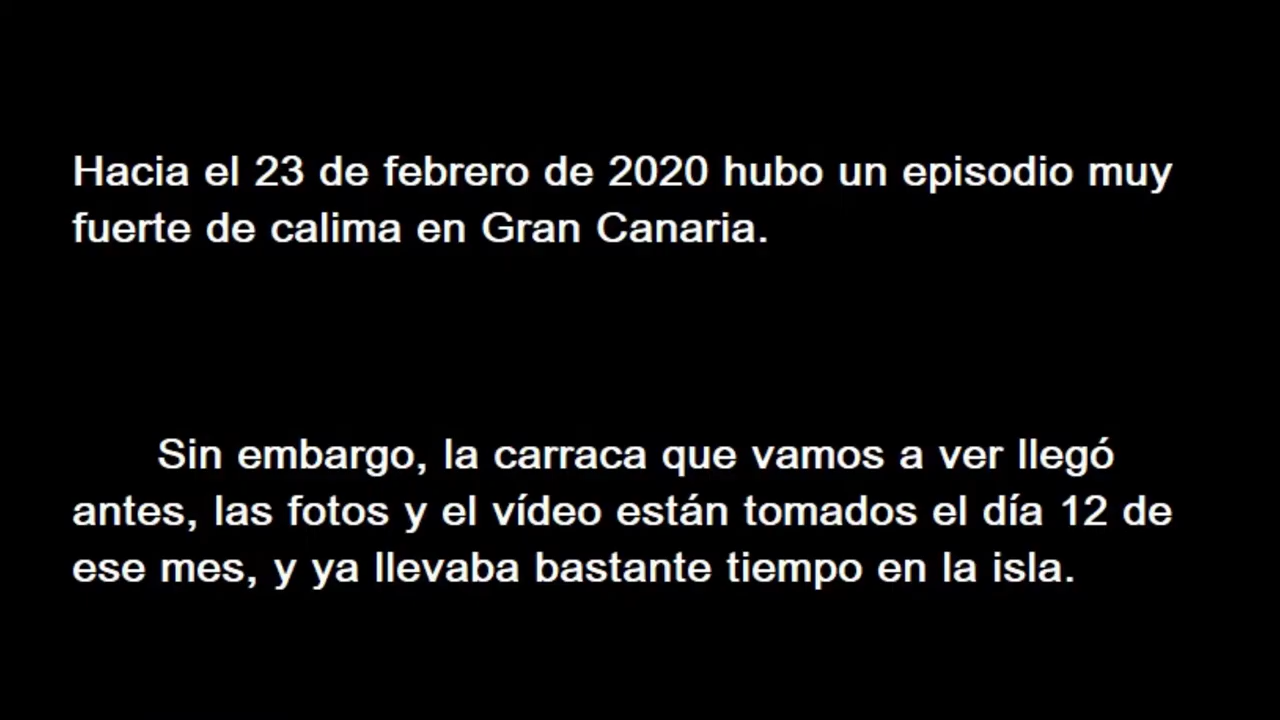 Hacia el 23 de febrero de 2020 hubo un episodio muy
fuerte de calima en Gran Canaria.
Sin embargo, la carraca que vamos a ver llegó
antes, las fotos y el vídeo están tomados el día 12 de
ese mes, y ya llevaba bastante tiempo en la isla.